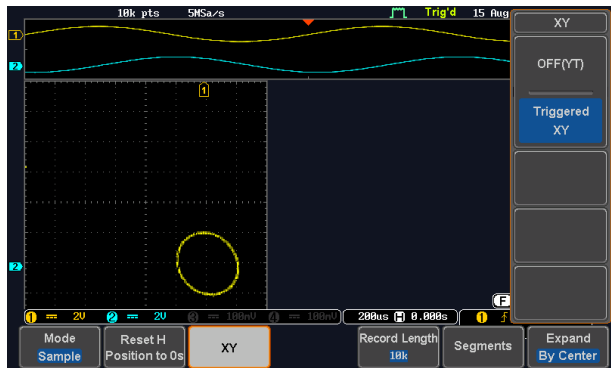 10k pts 5MSa/s Trig'd 15 Aug
XY
1
OFF(YT)
2
1
Triggered
XY
2
F
1 2V 2 2V 3 100mV 4 100mV 200us H 0.000s 1
Mode
Sample
Reset H
Position to 0s
XY
Record Length
10k
Segments
Expand
By Center